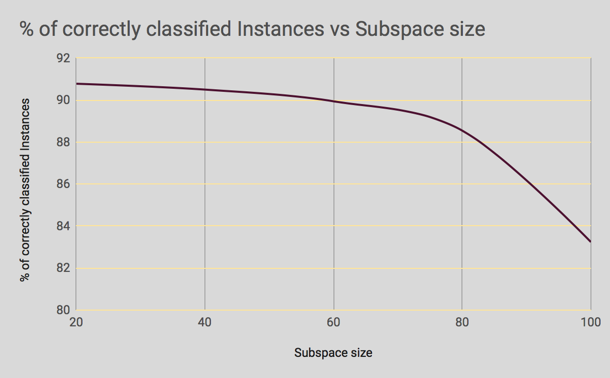 % of correctly classified Instances vs Subspace size
92
90
88
86
84
82
80
% of correctly classified Instances
20 40 60 80 100
Subspace size